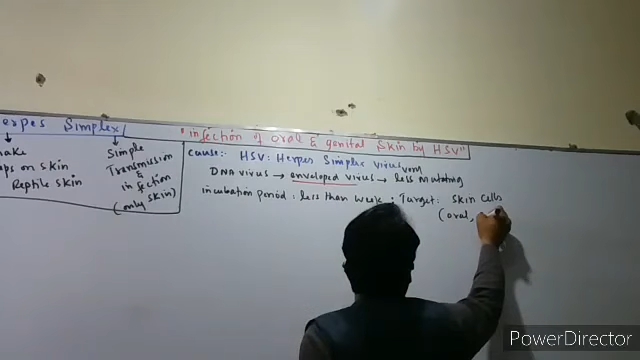 erpes Simplex
Simple
Transmission
&
infection
(only skin)
nake
aps on skin
Reptile skin
"infection of oral & genital Skin by HSV"
Cause: HSV: Herpes Simplex virus
DNA virus → enveloped virus → less mutating
incubation period: less than week. Target: Skin cells
(oral,
PowerDirector